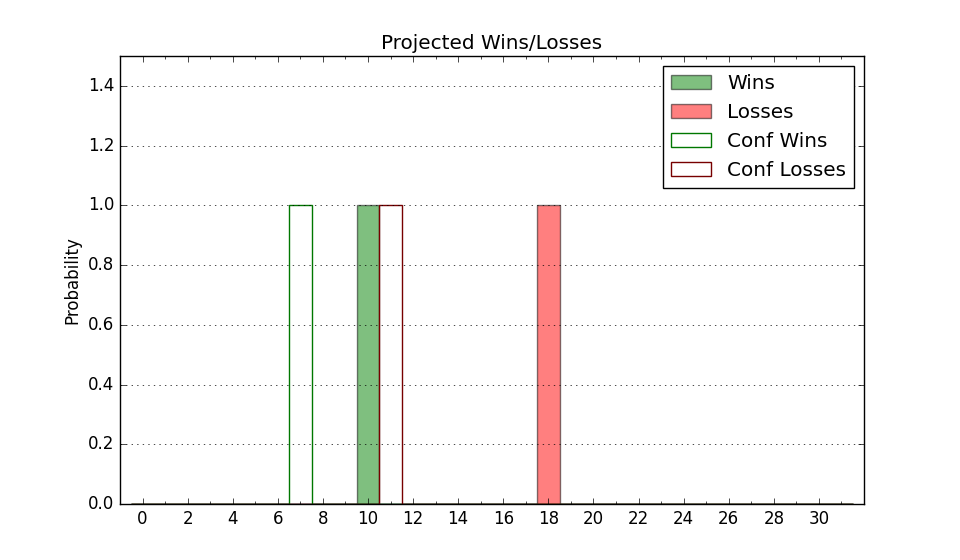 Projected Wins/Losses
Wins
Losses
Conf Wins
Conf Losses
Probability
1.4
1.2
1.0
0.8
0.6
0.4
0.2
0.0
0 2 4 6 8 10 12 14 16 18 20 22 24 26 28 30